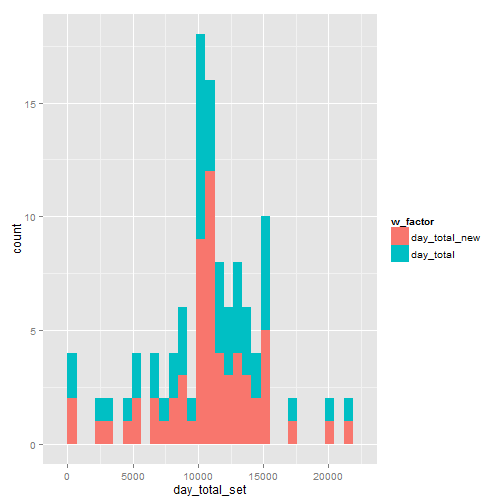 15
10
5
0
count
0
5000
10000
15000
20000
day_total_set
w_factor
day_total_new
day_total